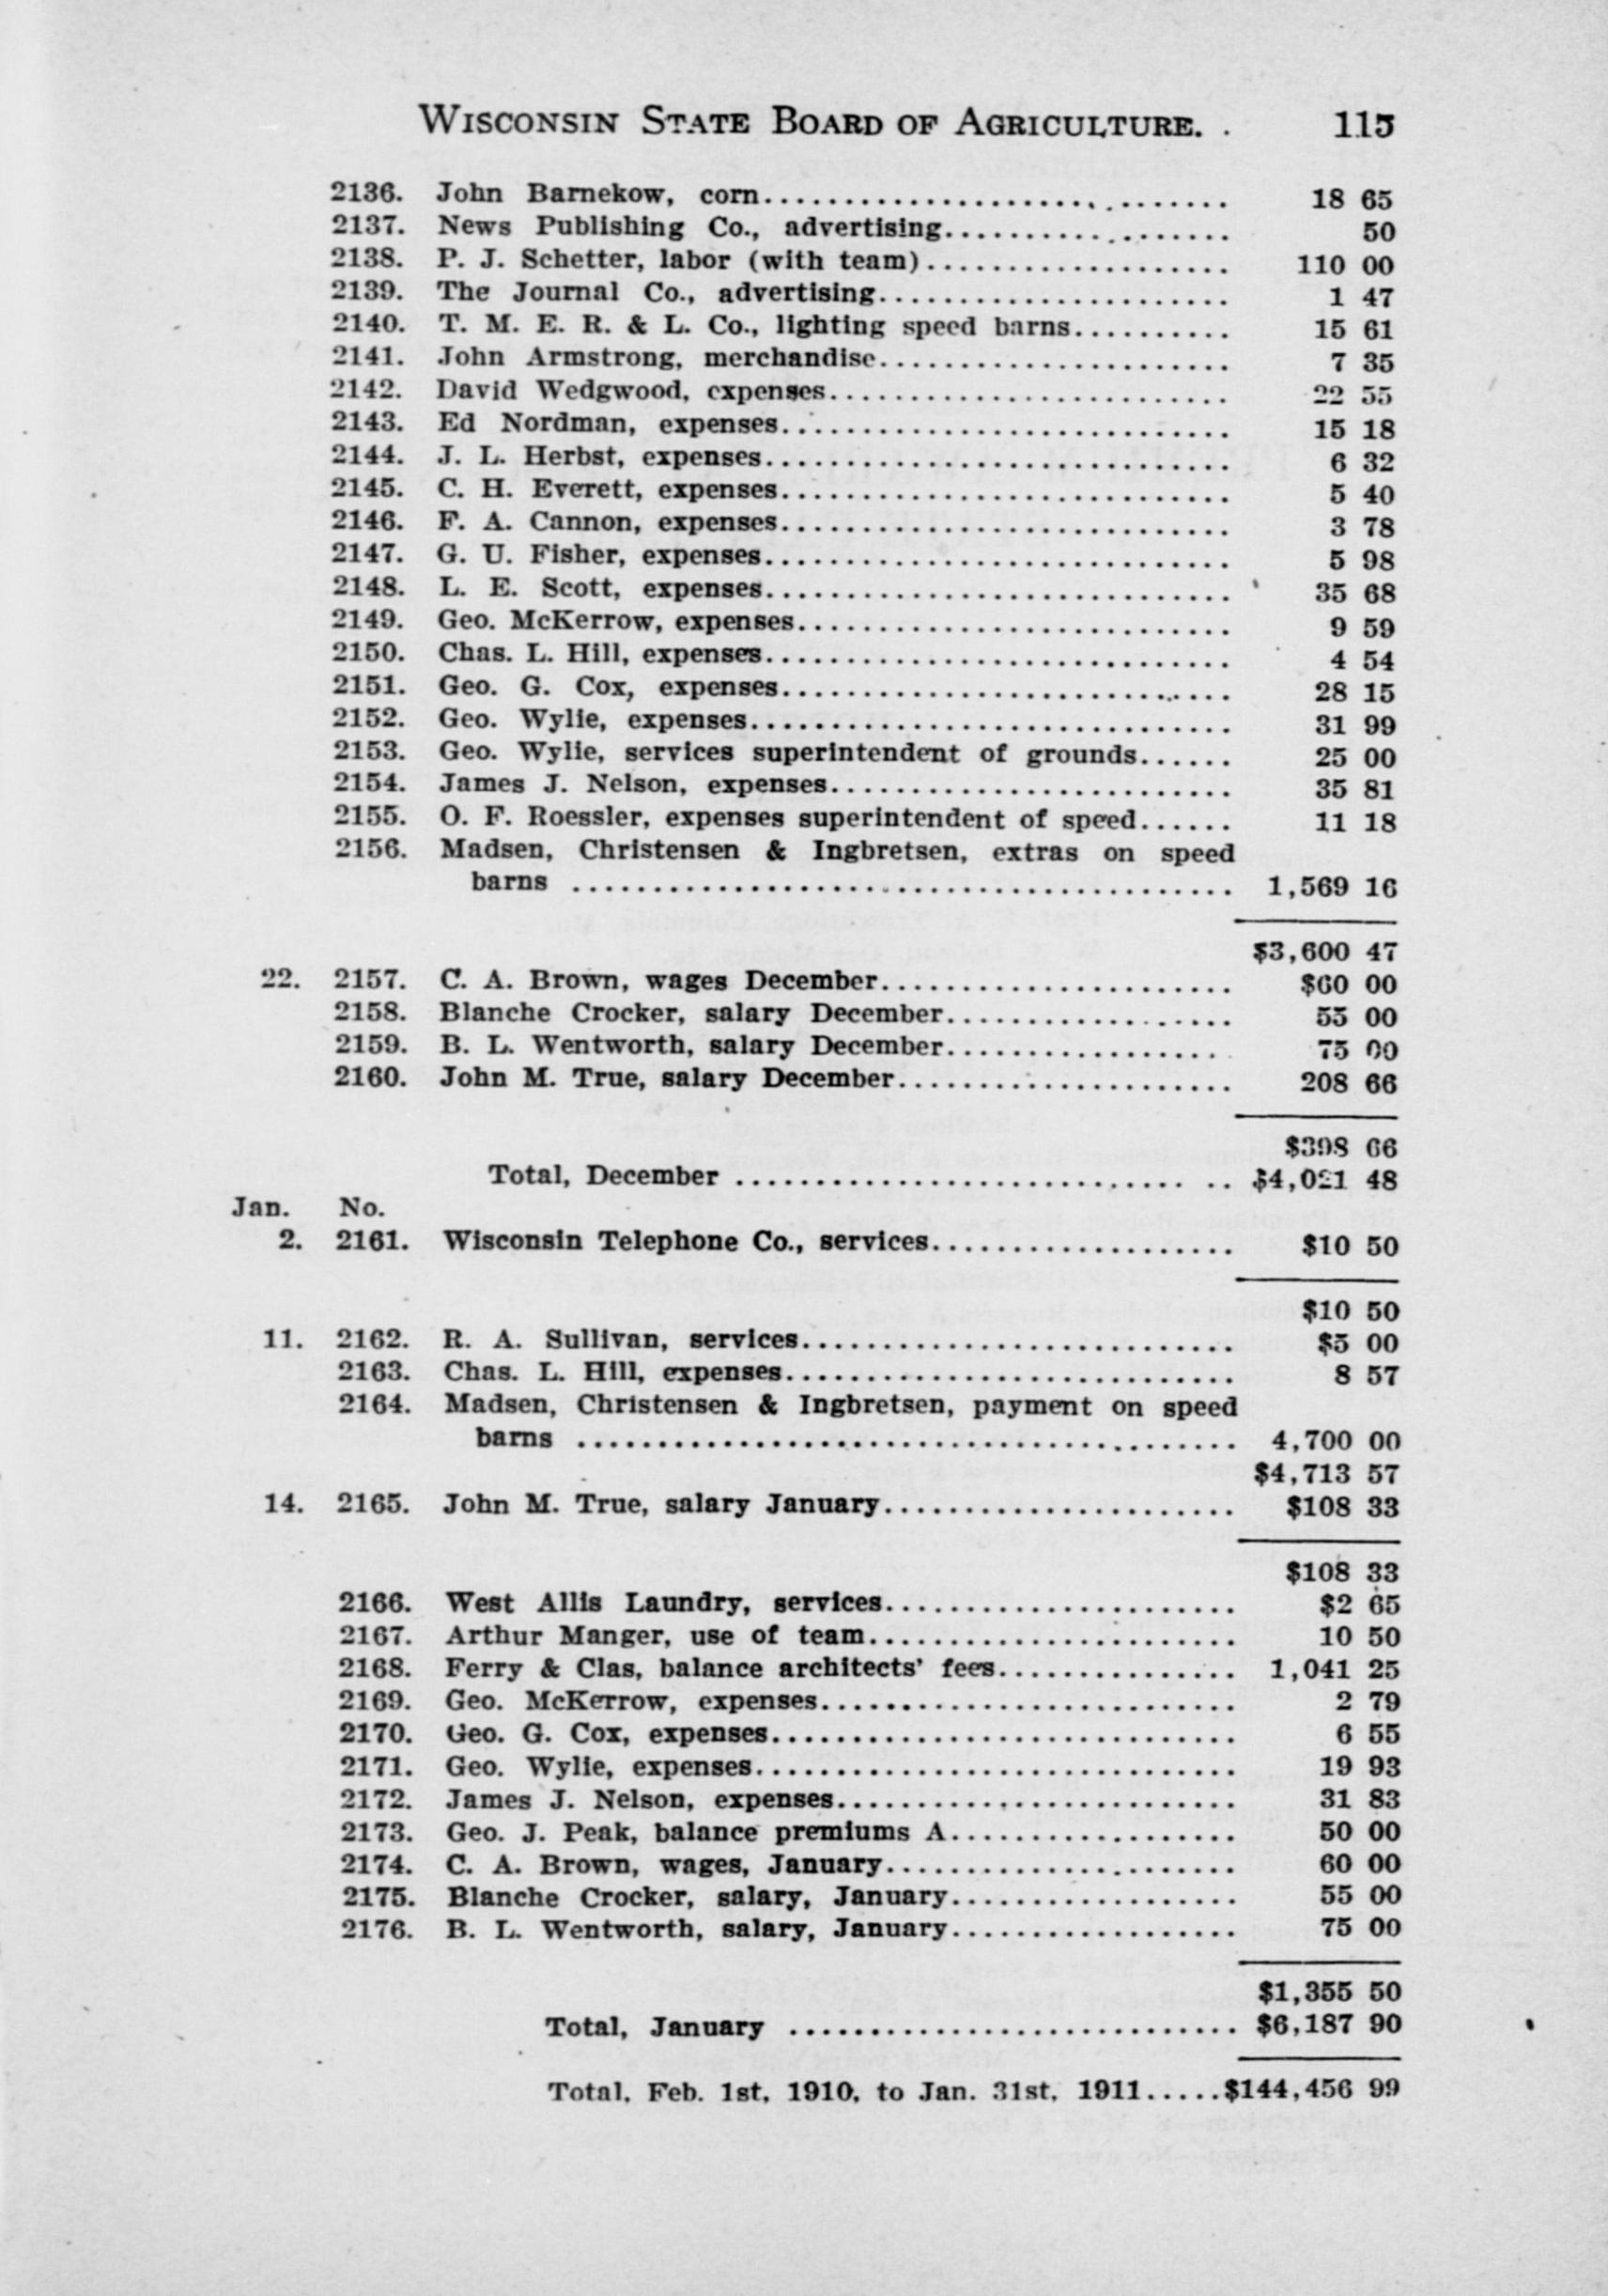 WISCONSIN STATE BOARD OF AGRICULTURE. 115
2136. John Barnekow, corn.............................. 18 65
2137. News Publishing Co., advertising.................. 50
2138. P. J. Schetter, labor (with team)................... 110 00
2139. The Journal Co., advertising...................... 1 47
2140. T. M. E. R. & L. Co., lighting speed barns.......... 15 61
2141. John Armstrong, merchandise...................... 7 35
2142. David Wedgwood, expenses......................... 22 55
2143. Ed Nordman, expenses............................ 15 18
2144. J. L. Herbst, expenses............................. 6 32
2145. C. H. Everett, expenses............................ 5 40
2146. F. A. Cannon, expenses............................ 3 78
2147. G. U. Fisher, expenses............................. 5 98
2148. L. E. Scott, expenses............................. 35 68
2149. Geo. McKerrow, expenses........................... 9 59
2150. Chas. L. Hill, expenses............................. 4 54
2151. Geo. G. Cox, expenses............................ 28 15
2152. Geo. Wylie, expenses.............................. 31 99
2153. Geo. Wylie, services superintendent of grounds...... 25 00
2154. James J. Nelson, expenses......................... 35 81
2155. O. F. Roessler, expenses superintendent of speed...... 11 18
2156. Madsen, Christensen & Ingbretsen, extras on speed
barns ......................................... 1,569 16
$3,600 47
22. 2157. C. A. Brown, wages December...................... $60 00
2158. Blanche Crocker, salary December.................. 55 00
2159. B. L. Wentworth, salary December................. 75 00
2160. John M. True, salary December..................... 208 66
$398 66
Total, December .............................. $4,021 48
Jan. No.
2. 2161. Wisconsin Telephone Co., services................... $10 50
$10 50
11. 2162. R. A. Sullivan, services........................... $5 00
2163. Chas. L. Hill, expenses............................ 8 57
2164. Madsen, Christensen & Ingbretsen, payment on speed
barns ......................................... 4,700 00
$4,713 57
14. 2165. John M. True, salary January...................... $108 33
$108 33
2166. West Allis Laundry, services...................... $2 65
2167. Arthur Manger, use of team....................... 10 50
2168. Ferry & Clas, balance architects' fees............... 1,041 25
2169. Geo. McKerrow, expenses.......................... 2 79
2170. Geo. G. Cox, expenses............................. 6 55
2171. Geo. Wylie, expenses.............................. 19 93
2172. James J. Nelson, expenses......................... 31 83
2173. Geo. J. Peak, balance premiums A.................. 50 00
2174. C. A. Brown, wages, January...................... 60 00
2175. Blanche Crocker, salary, January.................. 55 00
2176. B. L. Wentworth, salary, January.................. 75 00
$1,355 50
Total, January ............................ $6,187 90
Total, Feb. 1st, 1910, to Jan. 31st, 1911.....$144,456 99